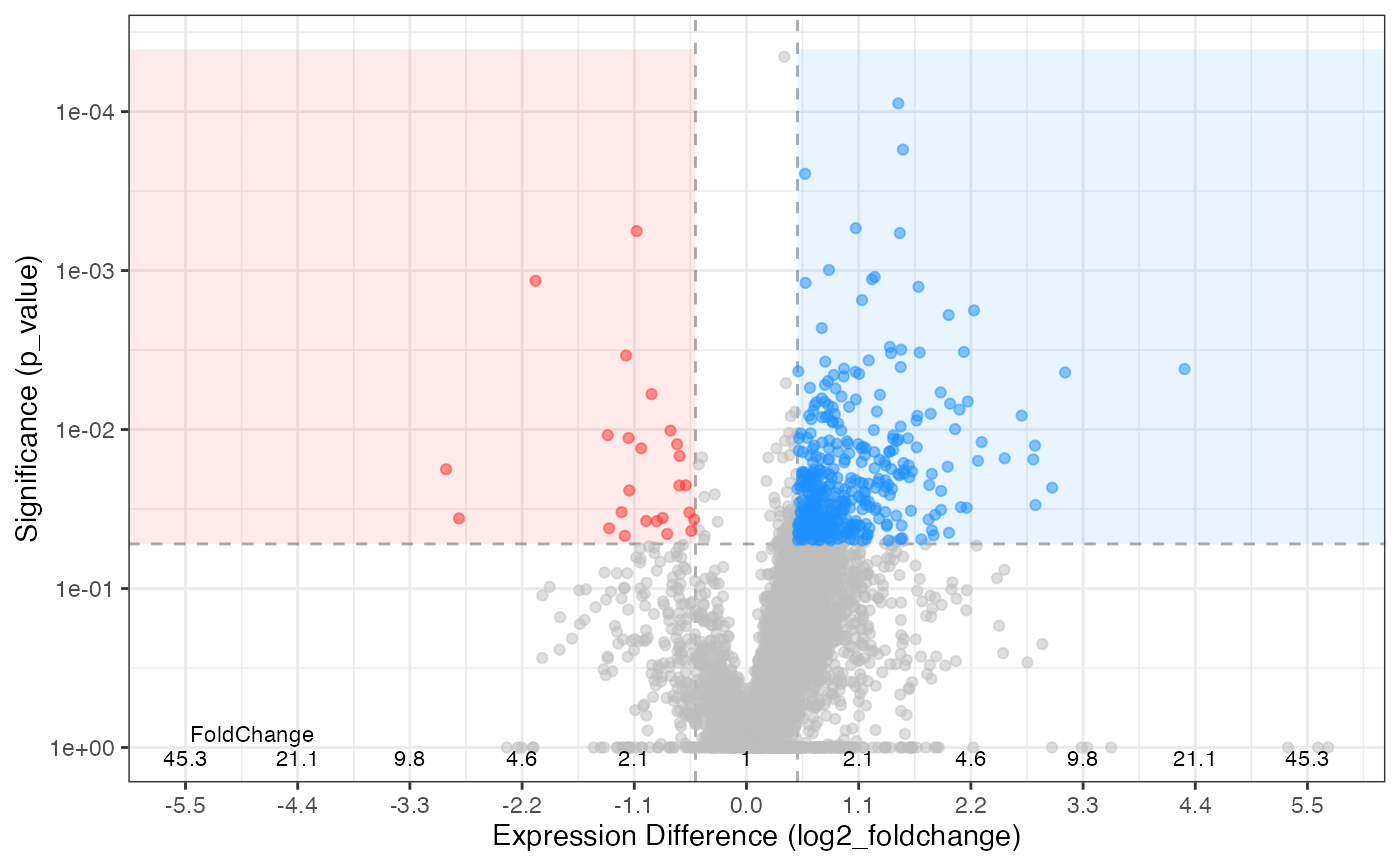 1e-04
1e-03
1e-02
1e-01
1e+00
Significance (p_value)
FoldChange
45.3 21.1 9.8 4.6 2.1 1 2.1 4.6 9.8 21.1 45.3
-5.5 -4.4 -3.3 -2.2 -1.1 0.0 1.1 2.2 3.3 4.4 5.5
Expression Difference (log2_foldchange)